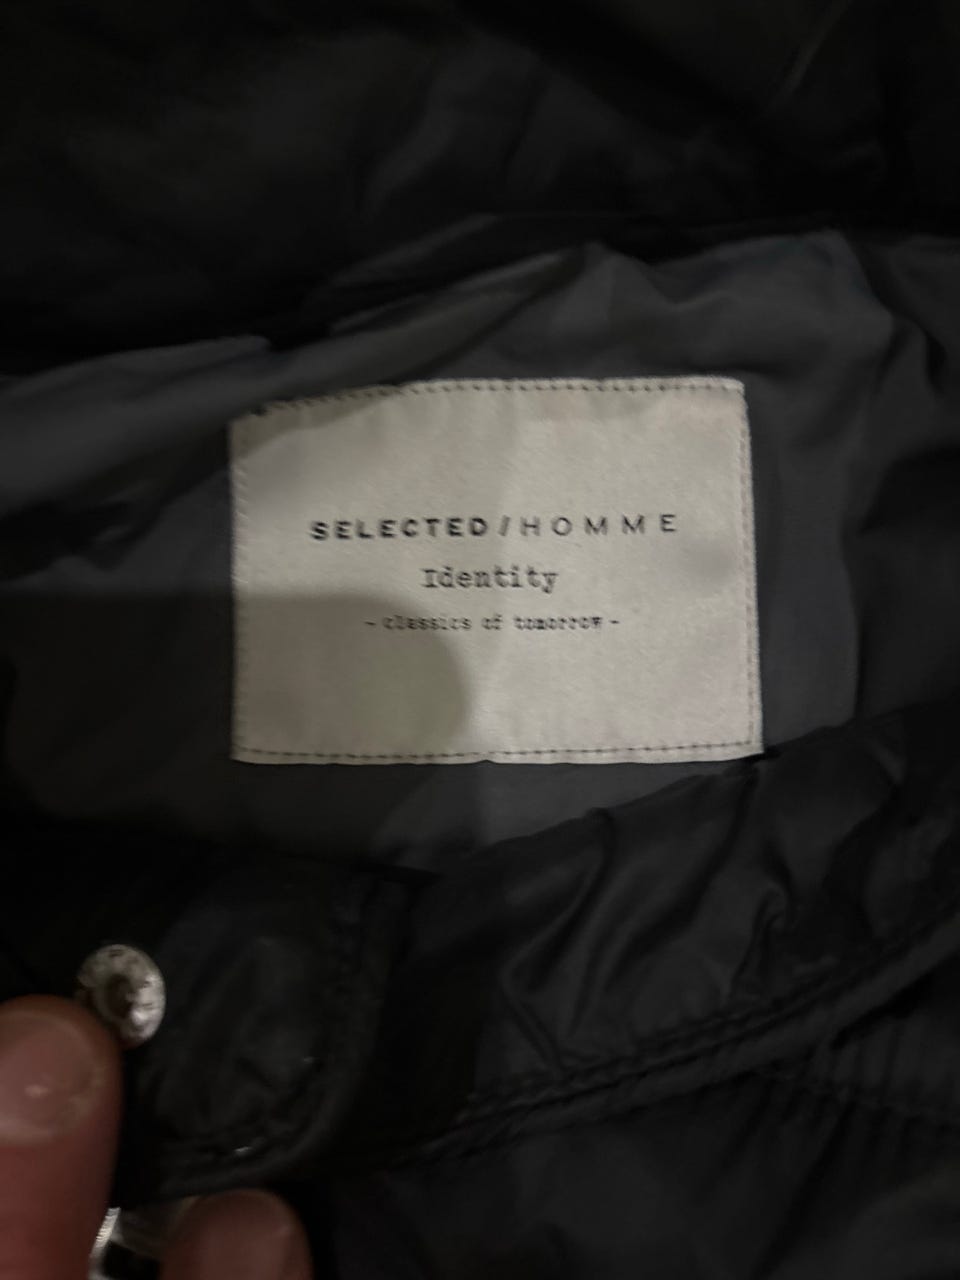 SELECTED/HOMME
Identity
- classics of tomorrow -